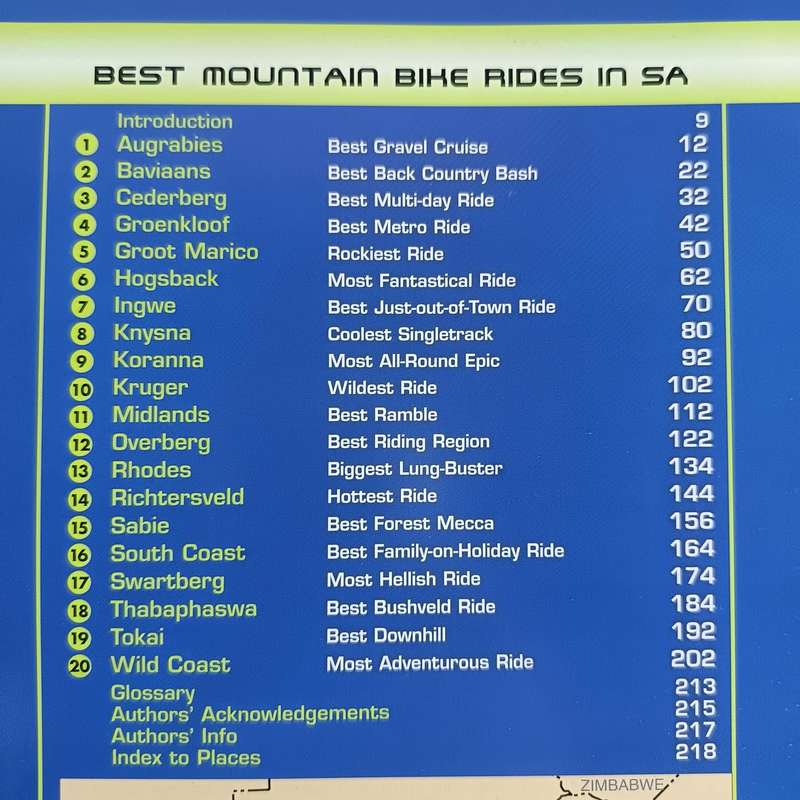 BEST MOUNTAIN BIKE RIDES IN SA
Introduction 9
1 Augrabies Best Gravel Cruise 12
2 Baviaans Best Back Country Bash 22
3 Cederberg Best Multi-day Ride 32
4 Groenkloof Best Metro Ride 42
5 Groot Marico Rockiest Ride 50
6 Hogsback Most Fantastical Ride 62
7 Ingwe Best Just-out-of-Town Ride 70
8 Knysna Coolest Singletrack 80
9 Koranna Most All-Round Epic 92
10 Kruger Wildest Ride 102
11 Midlands Best Ramble 112
12 Overberg Best Riding Region 122
13 Rhodes Biggest Lung-Buster 134
14 Richtersveld Hottest Ride 144
15 Sabie Best Forest Mecca 156
16 South Coast Best Family-on-Holiday Ride 164
17 Swartberg Most Hellish Ride 174
18 Thabaphaswa Best Bushveld Ride 184
19 Tokai Best Downhill 192
20 Wild Coast Most Adventurous Ride 202
Glossary 213
Authors' Acknowledgements 215
Authors' Info 217
Index to Places 218
ZIMBABWE